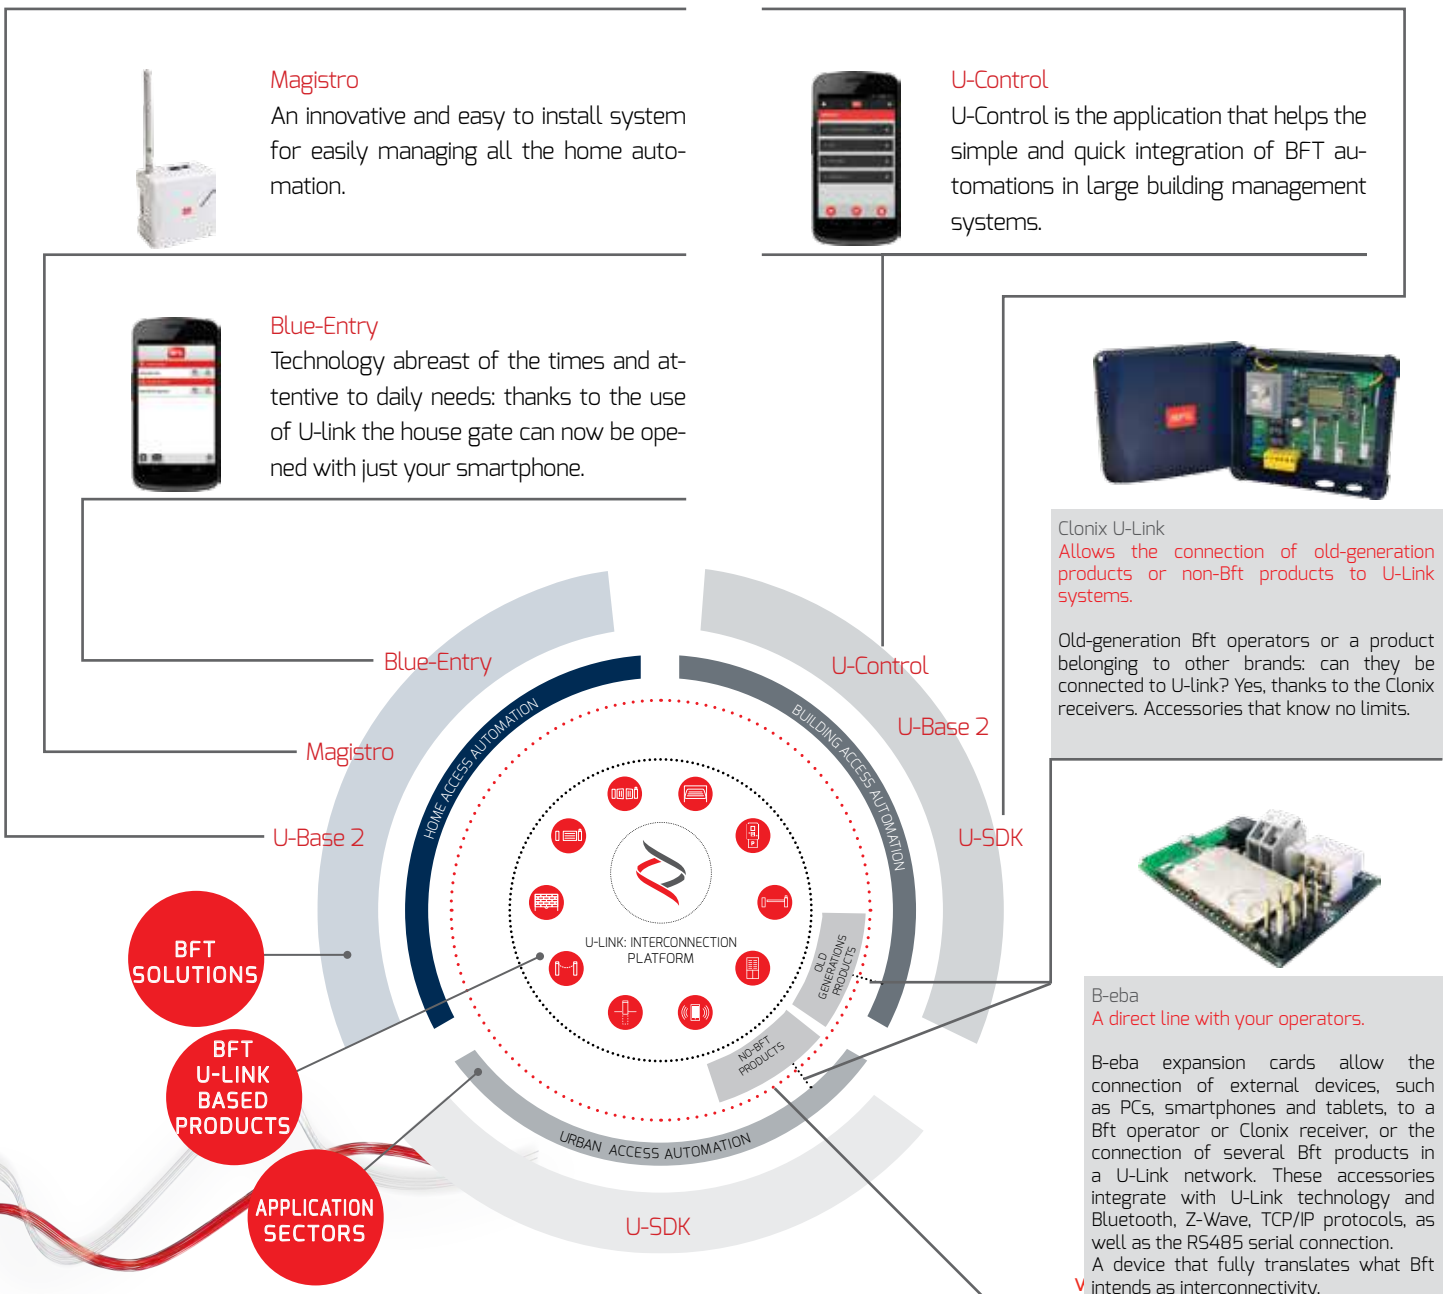 Magistro
An innovative and easy to install system
for easily managing all the home auto-
mation.
U-Control
U-Control is the application that helps the
simple and quick integration of BFT au-
tomations in large building management
systems.
Blue-Entry
Technology abreast of the times and at-
tentive to daily needs: thanks to the use
of U-link the house gate can now be ope-
ned with just your smartphone.
Clonix U-Link
Allows the connection of old-generation
products or non-Bft products to U-Link
systems.
Old-generation Bft operators or a product
belonging to other brands: can they be
connected to U-link? Yes, thanks to the Clonix
receivers. Accessories that know no limits.
Blue-Entry
Magistro
U-Base 2
U-Control
U-Base 2
U-SDK
HOME ACCESS AUTOMATION
BUILDING ACCESS AUTOMATION
U-LINK: INTERCONNECTION
PLATFORM
P
OLD
GENERATIONS
PRODUCTS
NO-BFT
PRODUCTS
URBAN ACCESS AUTOMATION
U-SDK
BFT
SOLUTIONS
BFT
U-LINK
BASED
PRODUCTS
APPLICATION
SECTORS
B-eba
A direct line with your operators.
B-eba expansion cards allow the
connection of external devices, such
as PCs, smartphones and tablets, to a
Bft operator or Clonix receiver, or the
connection of several Bft products in
a U-Link network. These accessories
integrate with U-Link technology and
Bluetooth, Z-Wave, TCP/IP protocols, as
well as the RS485 serial connection.
A device that fully translates what Bft
intends as interconnectivity.